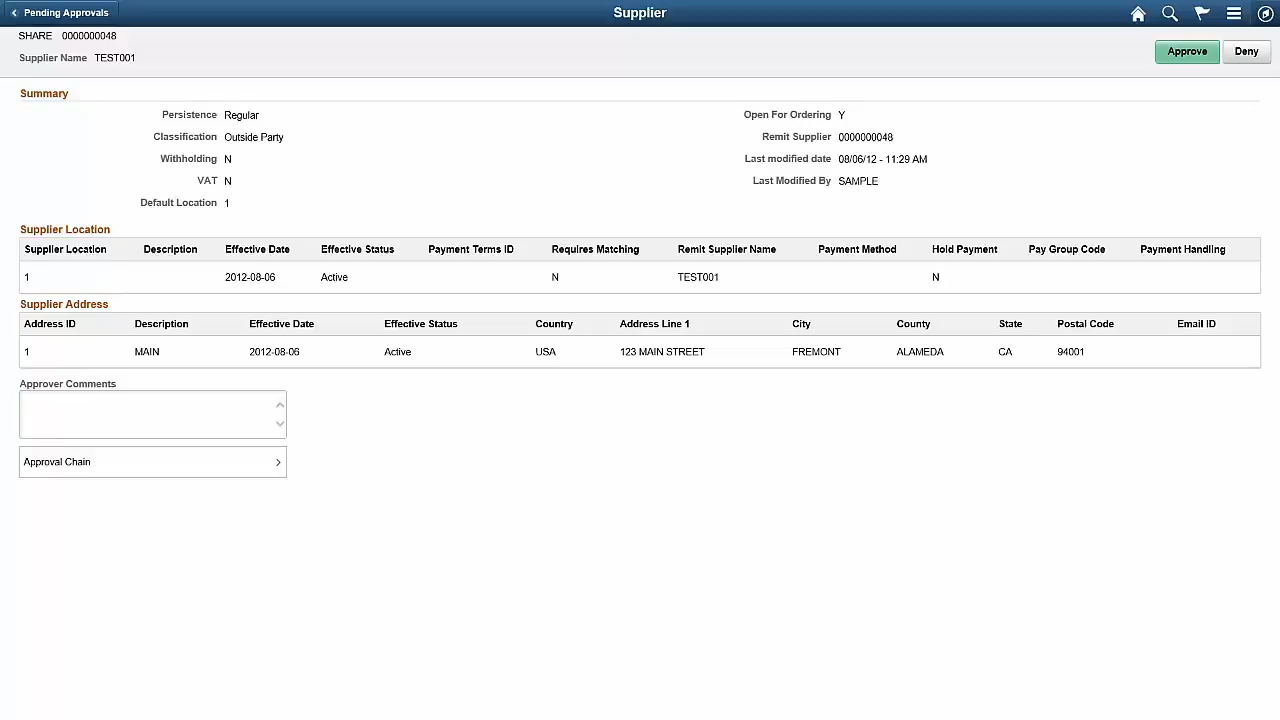 Pending Approvals
Supplier
SHARE 0000000048
Supplier Name TEST001
Approve Deny
Summary
Persistence Regular Open For Ordering Y
Classification Outside Party Remit Supplier 0000000048
Withholding N Last modified date 08/06/12 - 11:29 AM
VAT N Last Modified By SAMPLE
Default Location 1
Supplier Location
Supplier Location Description Effective Date Effective Status Payment Terms ID Requires Matching Remit Supplier Name Payment Method Hold Payment Pay Group Code Payment Handling
1 2012-08-06 Active N TEST001 N
Supplier Address
Address ID Description Effective Date Effective Status Country Address Line 1 City County State Postal Code Email ID
1 MAIN 2012-08-06 Active USA 123 MAIN STREET FREMONT ALAMEDA CA 94001
Approver Comments
Approval Chain